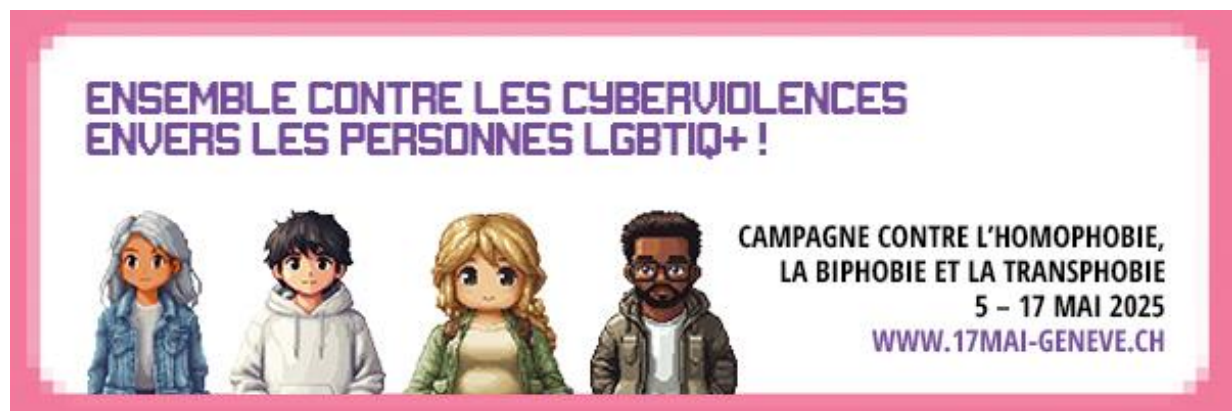 ENSEMBLE CONTRE LES CYBERVIOLENCES
ENVERS LES PERSONNES LGBTIQ+ !
CAMPAGNE CONTRE L'HOMOPHOBIE,
LA BIPHOBIE ET LA TRANSPHOBIE
5 – 17 MAI 2025
WWW.17MAI-GENEVE.CH